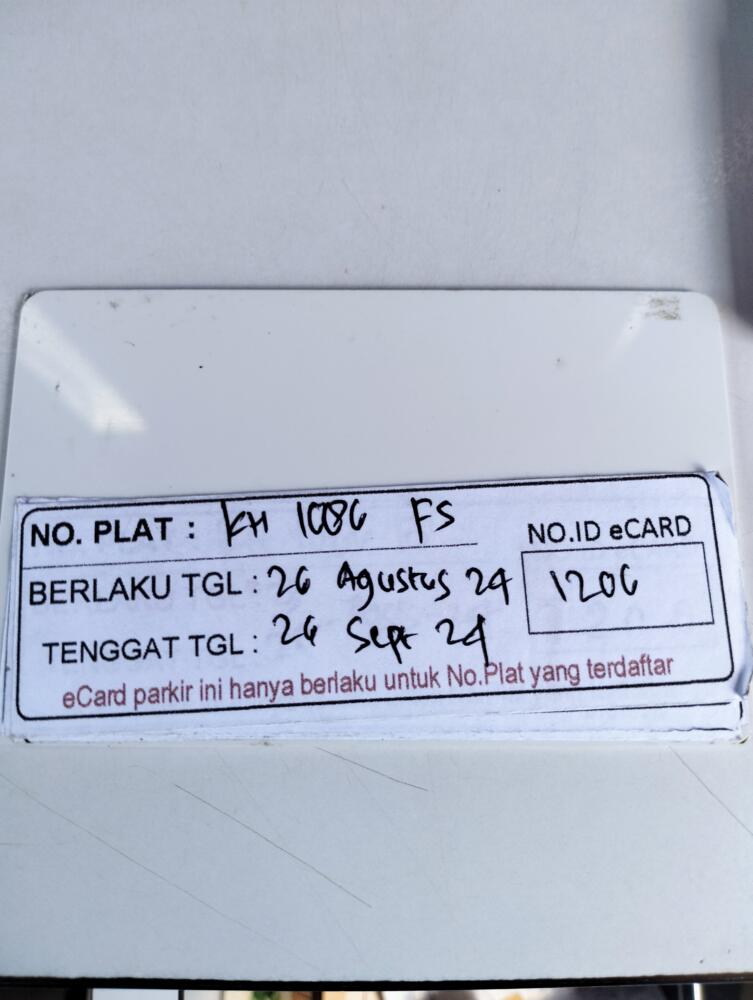 NO. PLAT : KH 1086 FS
NO.ID eCARD
BERLAKU TGL : 26 Agustus 24
1206
TENGGAT TGL : 26 Sept 24
eCard parkir ini hanya berlaku untuk No.Plat yang terdaftar